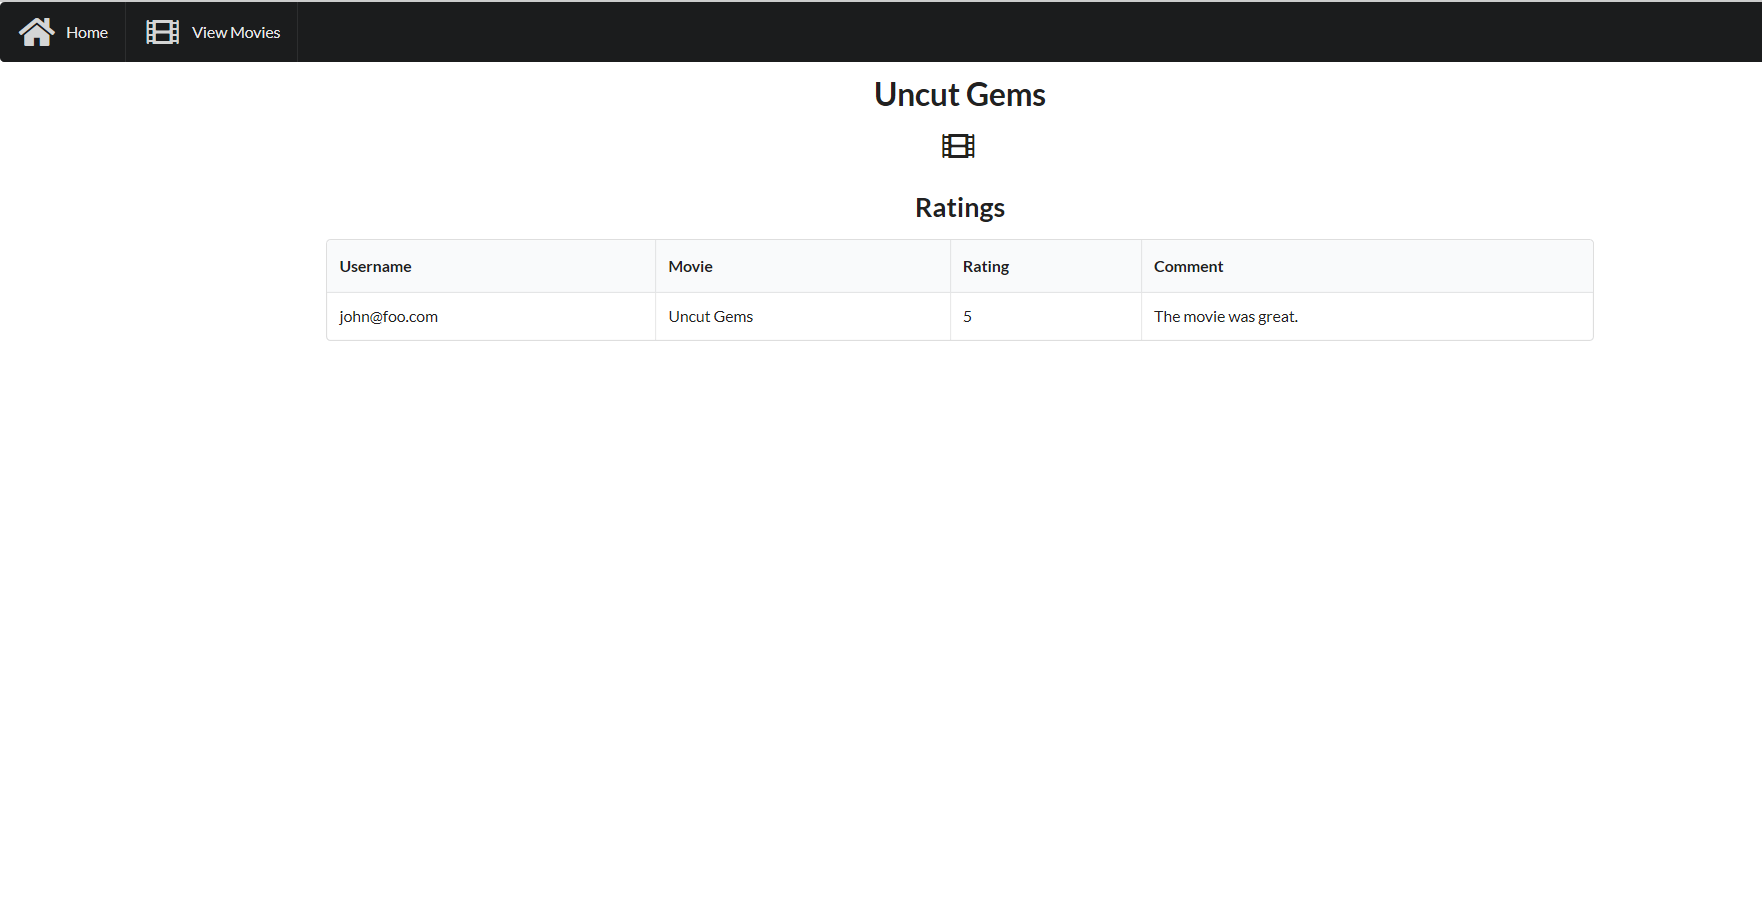 Home View Movies
Uncut Gems
Ratings
Username Movie Rating Comment
john@foo.com Uncut Gems 5 The movie was great.